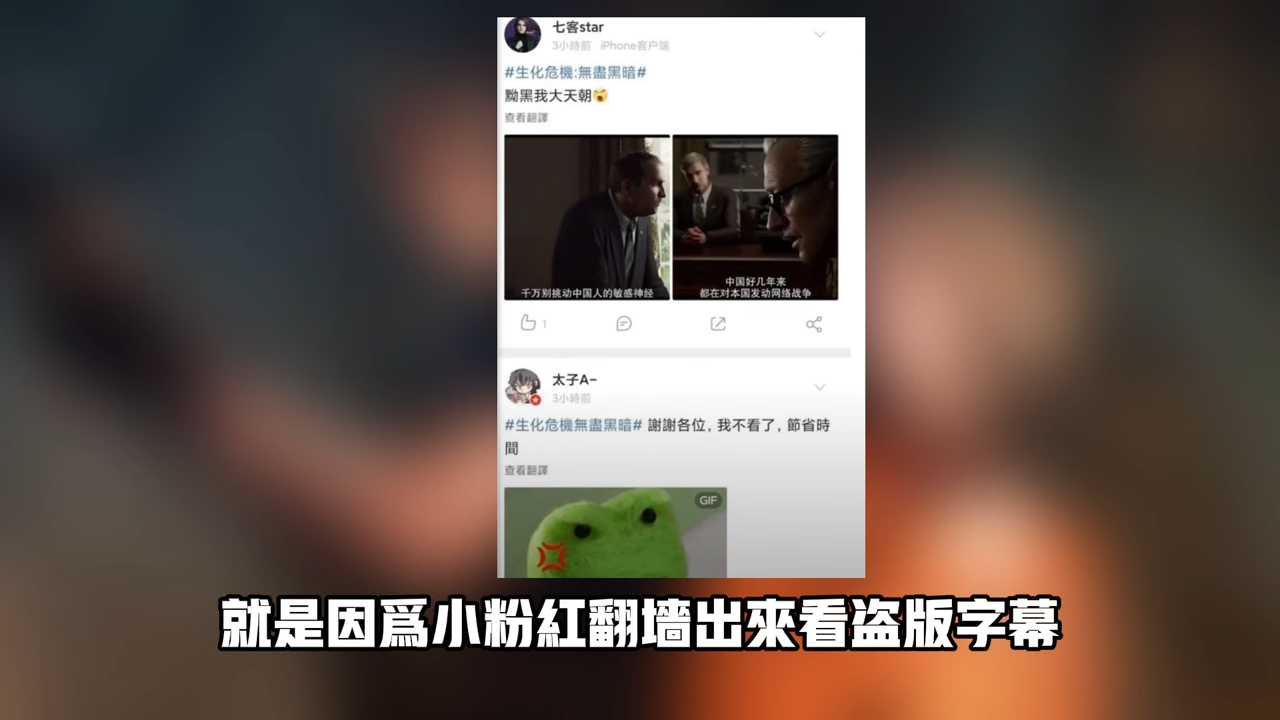 七客star
3小時前 iPhone客户端
#生化危機:無盡黑暗#
黝黑我大天朝
查看翻譯
千万别挑动中国人的敏感神经
中国好几年来
都在对本国发动网络战争
1
太子A-
3小時前
#生化危機無盡黑暗# 謝謝各位, 我不看了, 節省時
間
查看翻譯
GIF
就是因爲小粉紅翻墻出來看盗版字幕